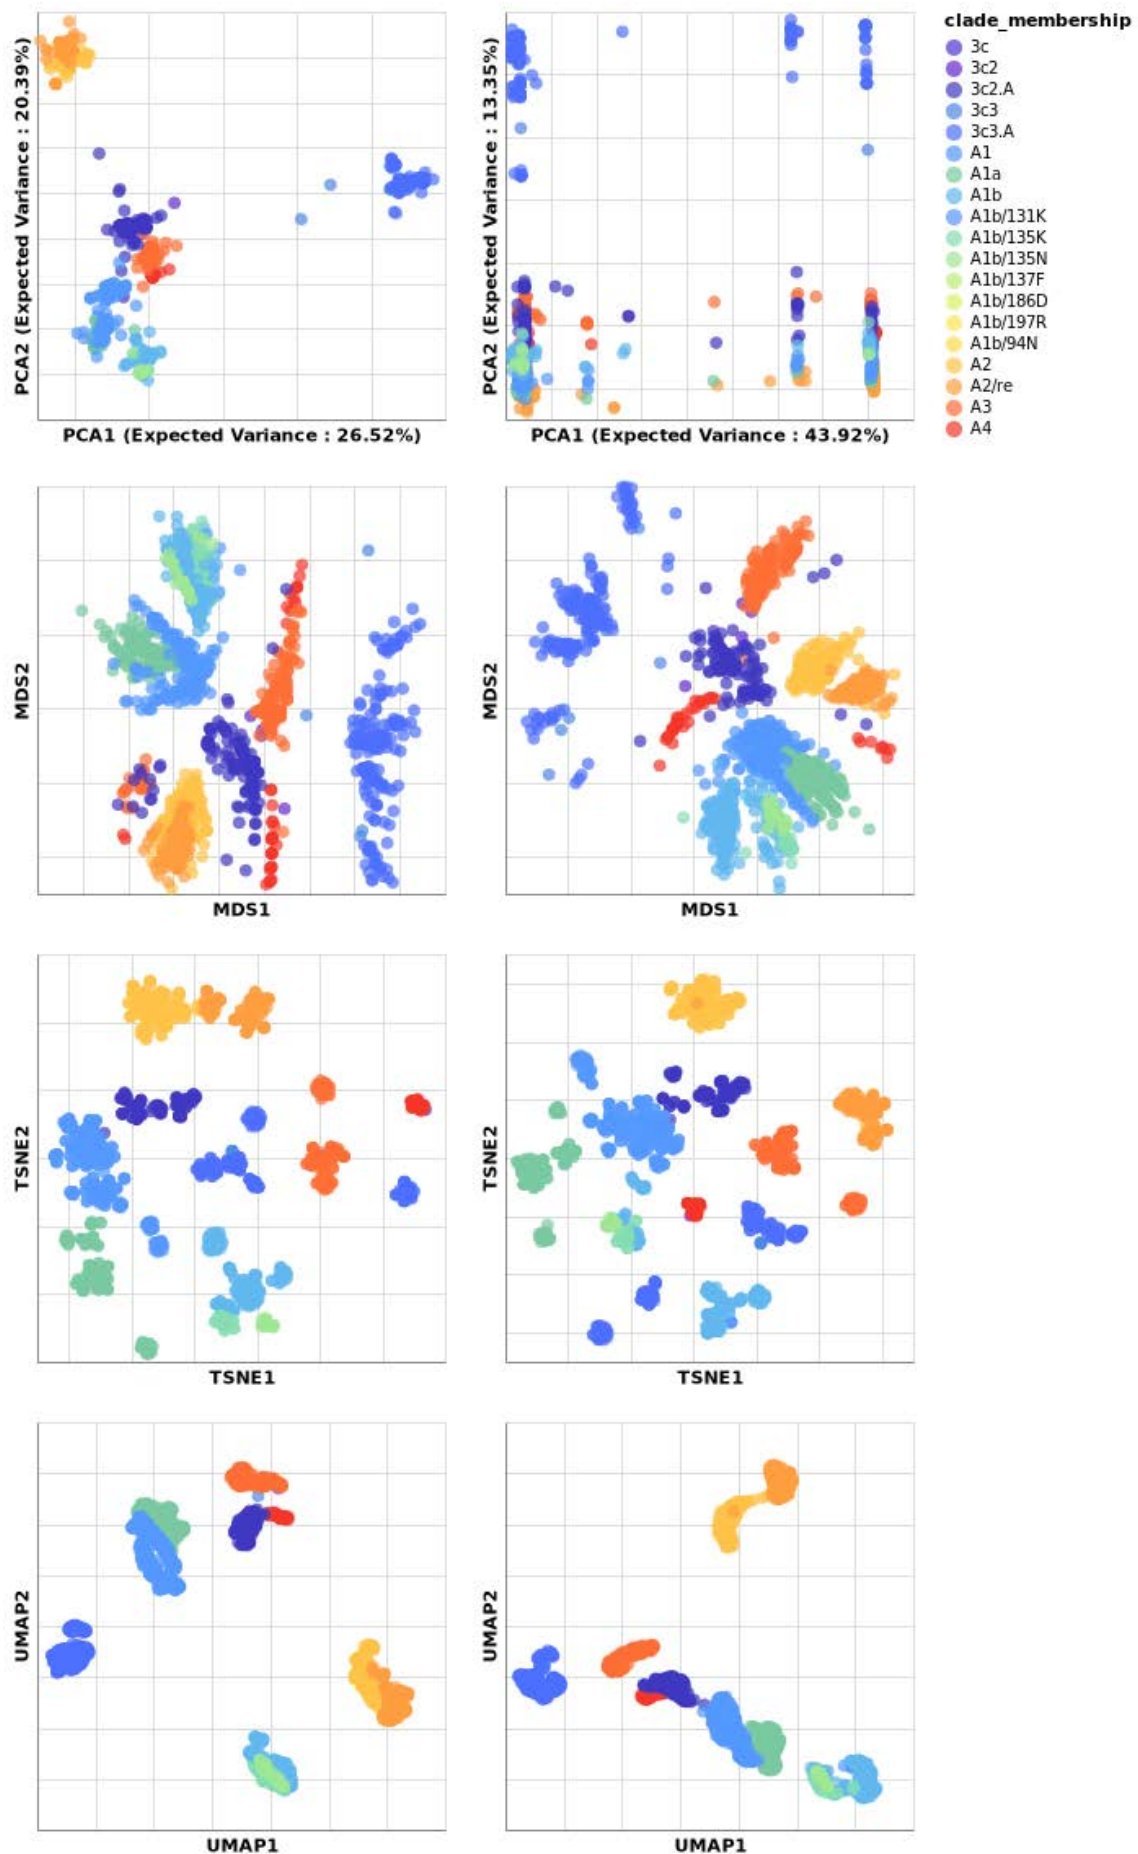 PCA2 (Expected Variance : 20.39%)
PCA1 (Expected Variance : 26.52%)
PCA2 (Expected Variance : 13.35%)
PCA1 (Expected Variance : 43.92%)
clade_membership
3c
3c2
3c2.A
3c3
3c3.A
A1
A1a
A1b
A1b/131K
A1b/135K
A1b/135N
A1b/137F
A1b/186D
A1b/197R
A1b/94N
A2
A2/re
A3
A4
MDS2
MDS1
MDS2
MDS1
TSNE2
TSNE1
TSNE2
TSNE1
UMAP2
UMAP1
UMAP2
UMAP1